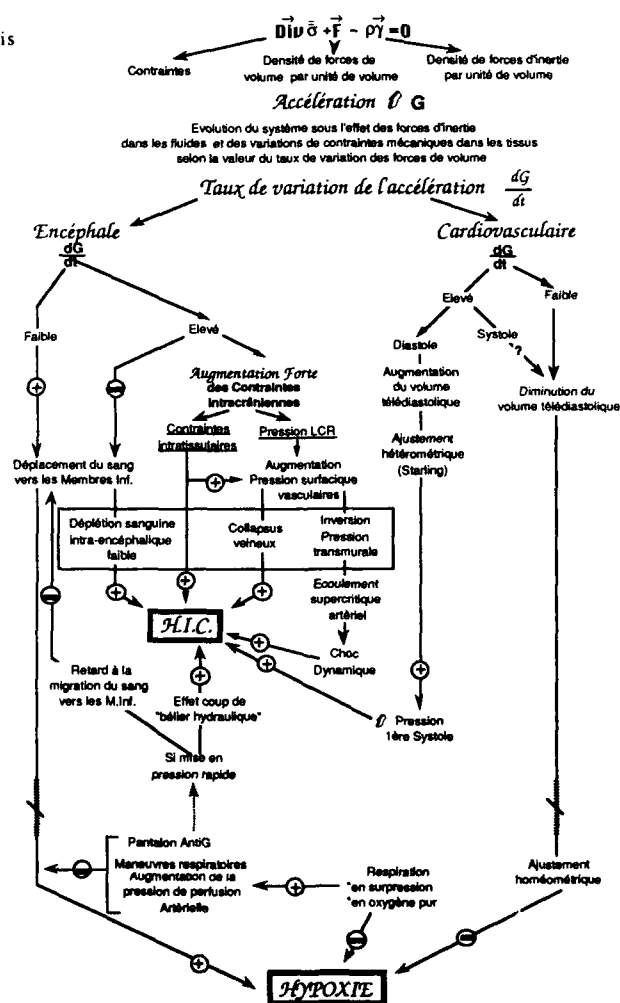 is
Div σ̿ + F - ργ = 0
Contraintes
Densité de forces de
volume par unité de volume
Densité de forces d'inertie
par unité de volume
Accélération G
Evolution du système sous l'effet des forces d'inertie
dans les fluides et des variations de contraintes mécaniques dans les tissus
selon la valeur du taux de variation des forces de volume
Taux de variation de l'accélération dG/dt
Encéphale
dG/dt
Cardiovasculaire
dG/dt
Faible
Elevé
Elevé
Faible
Diastole
Systole
?
Augmentation Forte
des Contraintes
Intracrâniennes
Augmentation
du volume
télédiastolique
Diminution du
volume télédiastolique
Contraintes
intratissulaires
Pression LCR
Ajustement
hétérométrique
(Starling)
Déplacement du sang
vers les Membres Inf.
Augmentation
Pression surfacique
vasculaires
Déplétion sanguine
intra-encéphalique
faible
Collapsus
veineux
Inversion
Pression
transmurale
Ecoulement
supercritique
artériel
H.I.C.
Choc
Dynamique
Retard à la
migration du sang
vers les M.Inf.
Effet coup de
"bélier hydraulique"
Pression
1ère Systole
Si mise en
pression rapide
Pantalon AntiG
Maneuvres respiratoires
Augmentation de la
pression de perfusion
Artérielle
Respiration
*en surpression
*en oxygène pur
Ajustement
homéométrique
HYPOXIE